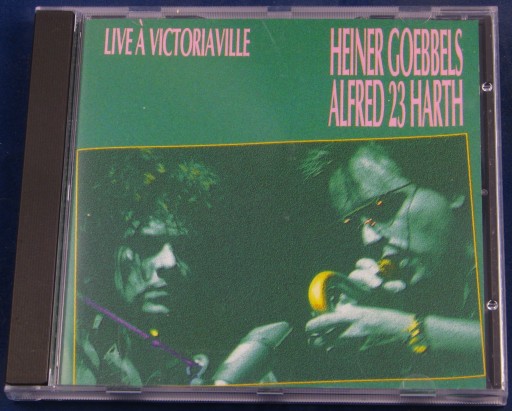 LIVE À VICTORIAVILLE
HEINER GOEBBELS
ALFRED 23 HARTH